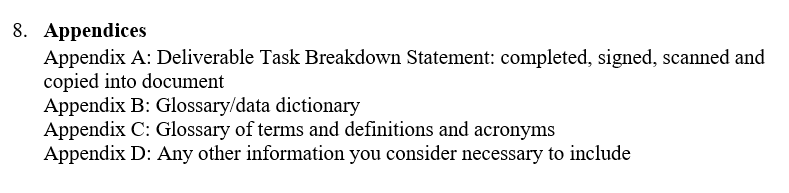 8. Appendices
Appendix A: Deliverable Task Breakdown Statement: completed, signed, scanned and
copied into document
Appendix B: Glossary/data dictionary
Appendix C: Glossary of terms and definitions and acronyms
Appendix D: Any other information you consider necessary to include